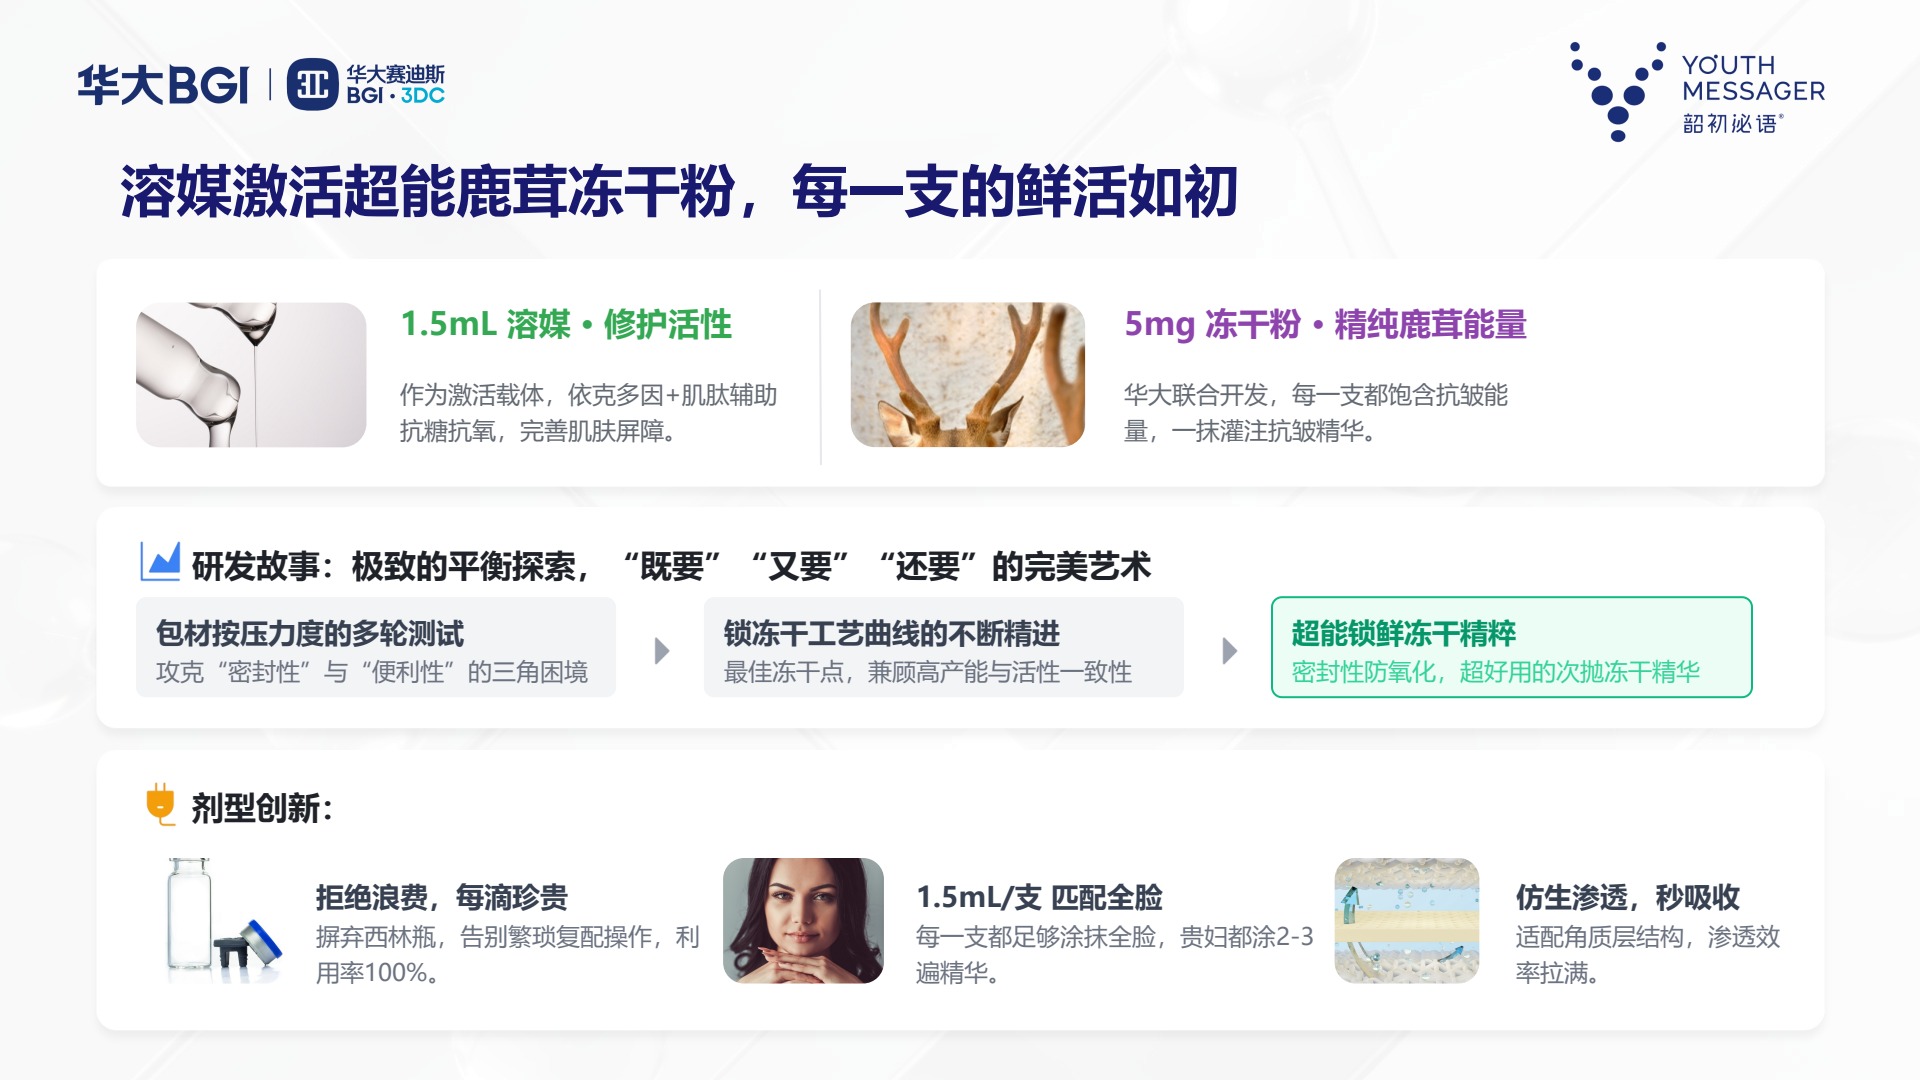 华大BGI
华大赛迪斯
BGI·3DC
YOUTH
MESSAGER
韶初泌语®
溶媒激活超能鹿茸冻干粉，每一支的鲜活如初
1.5mL 溶媒·修护活性
作为激活载体，依克多因+肌肽辅助
抗糖抗氧，完善肌肤屏障。
5mg 冻干粉·精纯鹿茸能量
华大联合开发，每一支都饱含抗皱能
量，一抹灌注抗皱精华。
研发故事：极致的平衡探索，“既要”“又要”“还要”的完美艺术
包材按压力度的多轮测试
攻克“密封性”与“便利性”的三角困境
锁冻干工艺曲线的不断精进
最佳冻干点，兼顾高产能与活性一致性
超能锁鲜冻干精粹
密封性防氧化，超好用的次抛冻干精华
剂型创新：
拒绝浪费，每滴珍贵
摒弃西林瓶，告别繁琐复配操作，利
用率100%。
1.5mL/支 匹配全脸
每一支都足够涂抹全脸，贵妇都涂2-3
遍精华。
仿生渗透，秒吸收
适配角质层结构，渗透效
率拉满。